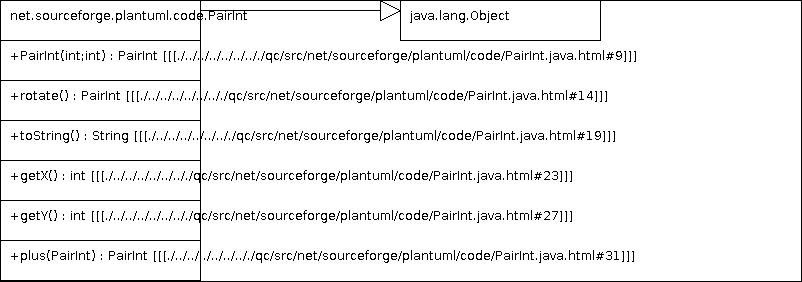 net.sourceforge.plantuml.code.PairInt
java.lang.Object
+PairInt(int;int) : PairInt [[[./../../../../../../qc/src/net/sourceforge/plantuml/code/PairInt.java.html#9]]]
+rotate() : PairInt [[[./../../../../../../qc/src/net/sourceforge/plantuml/code/PairInt.java.html#14]]]
+toString() : String [[[./../../../../../../qc/src/net/sourceforge/plantuml/code/PairInt.java.html#19]]]
+getX() : int [[[./../../../../../../qc/src/net/sourceforge/plantuml/code/PairInt.java.html#23]]]
+getY() : int [[[./../../../../../../qc/src/net/sourceforge/plantuml/code/PairInt.java.html#27]]]
+plus(PairInt) : PairInt [[[./../../../../../../qc/src/net/sourceforge/plantuml/code/PairInt.java.html#31]]]